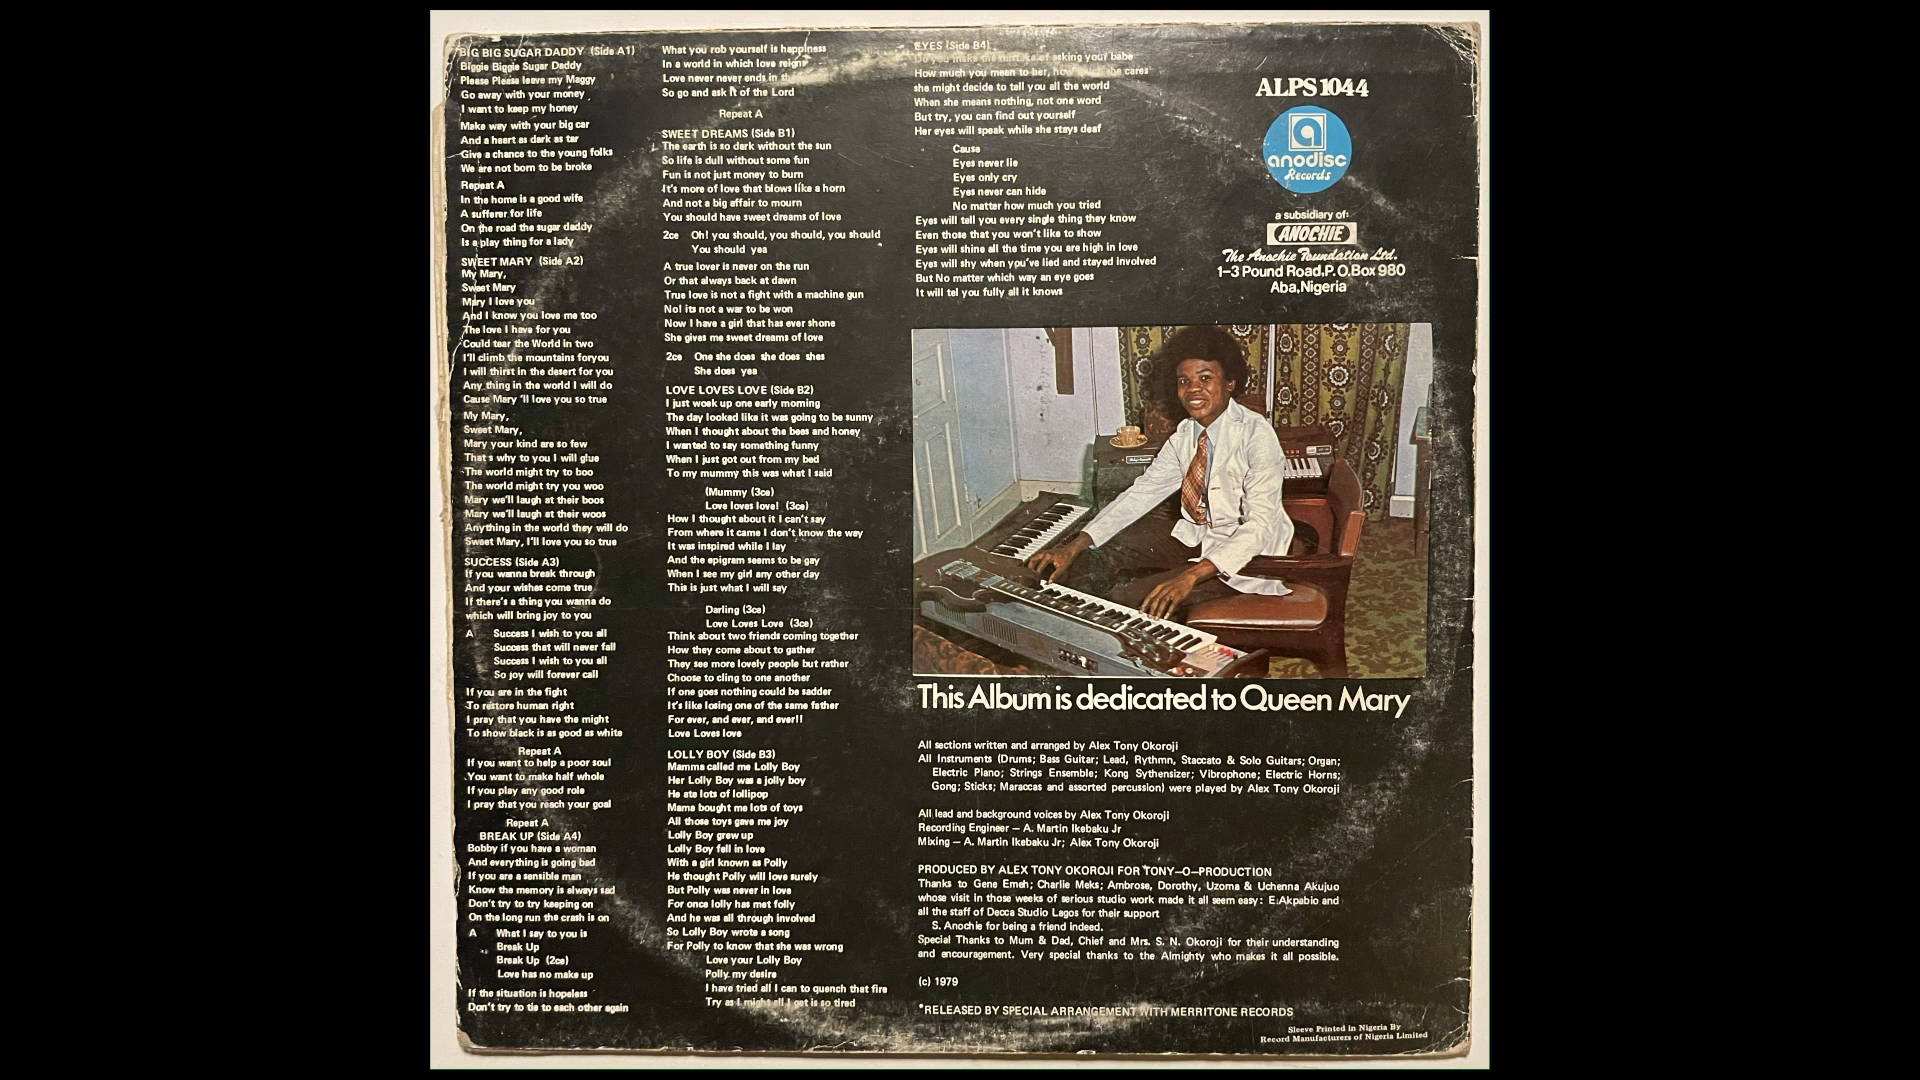 BIG BIG SUGAR DADDY (Side A1)
Biggie Biggie Sugar Daddy
Please Please leave my Maggy
Go away with your money
I want to keep my honey
Make way with your big car
And a heart as dark as tar
Give a chance to the young folks
We are not born to be broke
Repeat A
In the home is a good wife
A sufferer for life
On the road the sugar daddy
Is a play thing for a lady
SWEET MARY (Side A2)
My Mary,
Sweet Mary
Mary I love you
And I know you love me too
The love I have for you
Could tear the World in two
I'll climb the mountains foryou
I will thirst in the desert for you
Any thing in the world I will do
Cause Mary 'll love you so true
My Mary,
Sweet Mary,
Mary your kind are so few
That s why to you I will glue
The world might try to boo
The world might try you woo
Mary we'll laugh at their boos
Mary we'll laugh at their woos
Anything in the world they will do
Sweet Mary, I'll love you so true
SUCCESS (Side A3)
If you wanna break through
And your wishes come true
If there's a thing you wanna do
which will bring joy to you
A Success I wish to you all
Success that will never fall
Success I wish to you all
So joy will forever call
If you are in the fight
To restore human right
I pray that you have the might
To show black is as good as white
Repeat A
If you want to help a poor soul
You want to make half whole
If you play any good role
I pray that you reach your goal
Repeat A
BREAK UP (Side A4)
Bobby if you have a woman
And everything is going bad
If you are a sensible man
Know the memory is always sad
Don't try to try keeping on
On the long run the crash is on
A What I say to you is
Break Up
Break Up (2ce)
Love has no make up
If the situation is hopeless
Don't try to tie to each other again
What you rob yourself is happiness
In a world in which love reigns
Love never never ends in the
So go and ask it of the Lord
Repeat A
SWEET DREAMS (Side B1)
The earth is so dark without the sun
So life is dull without some fun
Fun is not just money to burn
It's more of love that blows like a horn
And not a big affair to mourn
You should have sweet dreams of love
2ce Oh! you should, you should, you should
You should yea
A true lover is never on the run
Or that always back at dawn
True love is not a fight with a machine gun
No! its not a war to be won
Now I have a girl that has ever shone
She gives me sweet dreams of love
2ce One she does she does shes
She does yea
LOVE LOVES LOVE (Side B2)
I just woek up one early morning
The day looked like it was going to be sunny
When I thought about the bees and honey
I wanted to say something funny
When I just got out from my bed
To my mummy this was what I said
(Mummy (3ce)
Love loves love! (3ce)
How I thought about it I can't say
From where it came I don't know the way
It was inspired while I lay
And the epigram seems to be gay
When I see my girl any other day
This is just what I will say
Darling (3ce)
Love Loves Love (3ce)
Think about two friends coming together
How they come about to gather
They see more lovely people but rather
Choose to cling to one another
If one goes nothing could be sadder
It's like losing one of the same father
For ever, and ever, and ever!!
Love Loves love
LOLLY BOY (Side B3)
Mamma called me Lolly Boy
Her Lolly Boy was a jolly boy
He ate lots of lollipop
Mama bought me lots of toys
All those toys gave me joy
Lolly Boy grew up
Lolly Boy fell in love
With a girl known as Polly
He thought Polly will love surely
But Polly was never in love
For once lolly has met folly
And he was all through involved
So Lolly Boy wrote a song
For Polly to know that she was wrong
Love your Lolly Boy
Polly my desire
I have tried all I can to quench that fire
Try as I might all I get is so tired
EYES (Side B4)
Do you make the mistake of asking your babe
How much you mean to her, how much she cares
she might decide to tell you all the world
When she means nothing, not one word
But try, you can find out yourself
Her eyes will speak while she stays deaf
Cause
Eyes never lie
Eyes only cry
Eyes never can hide
No matter how much you tried
Eyes will tell you every single thing they know
Even those that you won't like to show
Eyes will shine all the time you are high in love
Eyes will shy when you've lied and stayed involved
But No matter which way an eye goes
It will tel you fully all it knows
ALPS 1044
anodisc
Records
a subsidiary of:
ANOCHIE
The Anochie Foundation Ltd.
1-3 Pound Road,P.O.Box 980
Aba,Nigeria
This Album is dedicated to Queen Mary
All sections written and arranged by Alex Tony Okoroji
All Instruments (Drums; Bass Guitar; Lead, Rythmn, Staccato & Solo Guitars; Organ;
Electric Piano; Strings Ensemble; Kong Sythensizer; Vibrophone; Electric Horns;
Gong; Sticks; Maraccas and assorted percussion) were played by Alex Tony Okoroji
All lead and background voices by Alex Tony Okoroji
Recording Engineer — A. Martin Ikebaku Jr
Mixing — A. Martin Ikebaku Jr; Alex Tony Okoroji
PRODUCED BY ALEX TONY OKOROJI FOR TONY—O—PRODUCTION
Thanks to Gene Emeh; Charlie Meks; Ambrose, Dorothy, Uzoma & Uchenna Akujuo
whose visit in those weeks of serious studio work made it all seem easy: E.Akpabio and
all the staff of Decca Studio Lagos for their support
S. Anochie for being a friend indeed.
Special Thanks to Mum & Dad, Chief and Mrs. S. N. Okoroji for their understanding
and encouragement. Very special thanks to the Almighty who makes it all possible.
(c) 1979
*RELEASED BY SPECIAL ARRANGEMENT WITH MERRITONE RECORDS
Sleeve Printed in Nigeria By
Record Manufacturers of Nigeria Limited